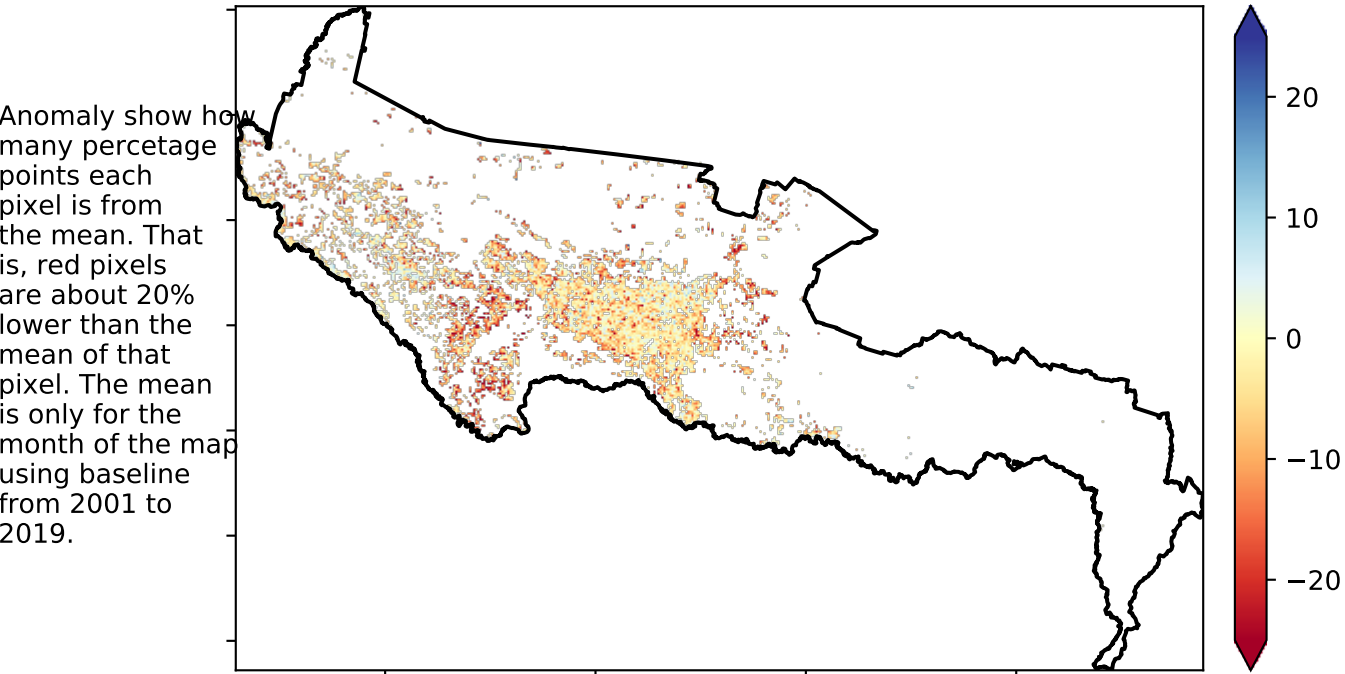 Anomaly show how
many percetage
points each
pixel is from
the mean. That
is, red pixels
are about 20%
lower than the
mean of that
pixel. The mean
is only for the
month of the map
using baseline
from 2001 to
2019.
20
10
0
−10
−20